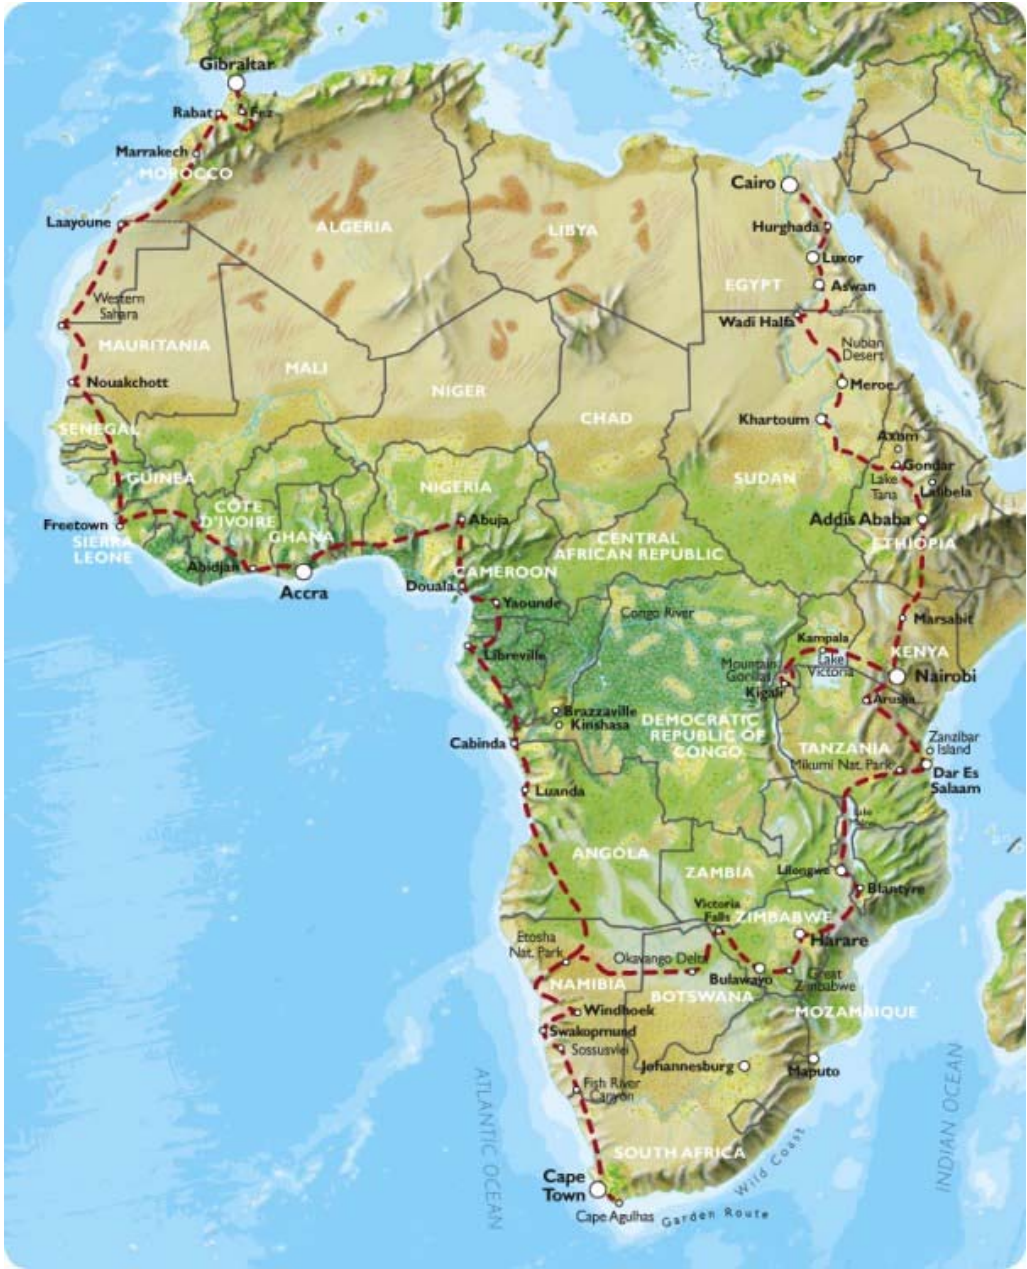 Gibraltar
Rabat
Fez
Marrakech
MOROCCO
Laayoune
Western
Sahara
ALGERIA
LIBYA
Cairo
Hurghada
Luxor
EGYPT
Aswan
Wadi Halfa
Nubian
Desert
MAURITANIA
Nouakchott
MALI
NIGER
CHAD
Meroe
Khartoum
SENEGAL
GUINEA
NIGERIA
SUDAN
Axum
Gondar
Lake
Tana
Lalibela
Freetown
SIERRA
LEONE
CÔTE
D'IVOIRE
GHANA
Abuja
Addis Ababa
ETHIOPIA
CENTRAL
AFRICAN REPUBLIC
Abidjan
Accra
CAMEROON
Douala
Yaounde
Congo River
Marsabit
Libreville
Kampala
KENYA
Lake
Victoria
Mountain
Gorillas
Kigali
Nairobi
Arusha
Brazzaville
Kinshasa
DEMOCRATIC
REPUBLIC OF
CONGO
Cabinda
TANZANIA
Zanzibar
Island
Mikumi Nat. Park
Dar Es
Salaam
Luanda
Lake
ANGOLA
ZAMBIA
Lilongwe
Blantyre
Victoria
Falls
ZIMBABWE
Harare
Etosha
Nat. Park
Okavango Delta
Bulawayo
Great
Zimbabwe
NAMIBIA
BOTSWANA
MOZAMBIQUE
Windhoek
Swakopmund
Sossusvlei
Johannesburg
Maputo
Fish River
Canyon
ATLANTIC OCEAN
INDIAN OCEAN
SOUTH AFRICA
Wild Coast
Cape
Town
Cape Agulhas
Garden Route